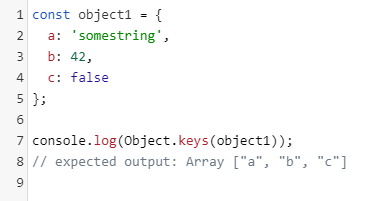 1 const object1 = {
2   a: 'somestring',
3   b: 42,
4   c: false
5 };
6
7 console.log(Object.keys(object1));
8 // expected output: Array ["a", "b", "c"]
9